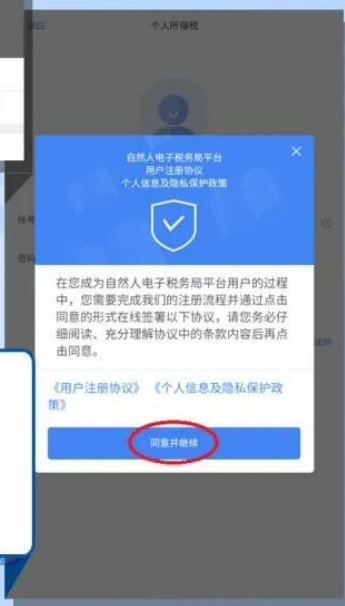 个人所得税
自然人电子税务局平台
用户注册协议
个人信息及隐私保护政策
帐号
密码
在您成为自然人电子税务局平台用户的过程
中，您需要完成我们的注册流程并通过点击
同意的形式在线签署以下协议，请您务必仔
细阅读、充分理解协议中的条款内容后再点
击同意。
《用户注册协议》 《个人信息及隐私保护政
策》
同意并继续